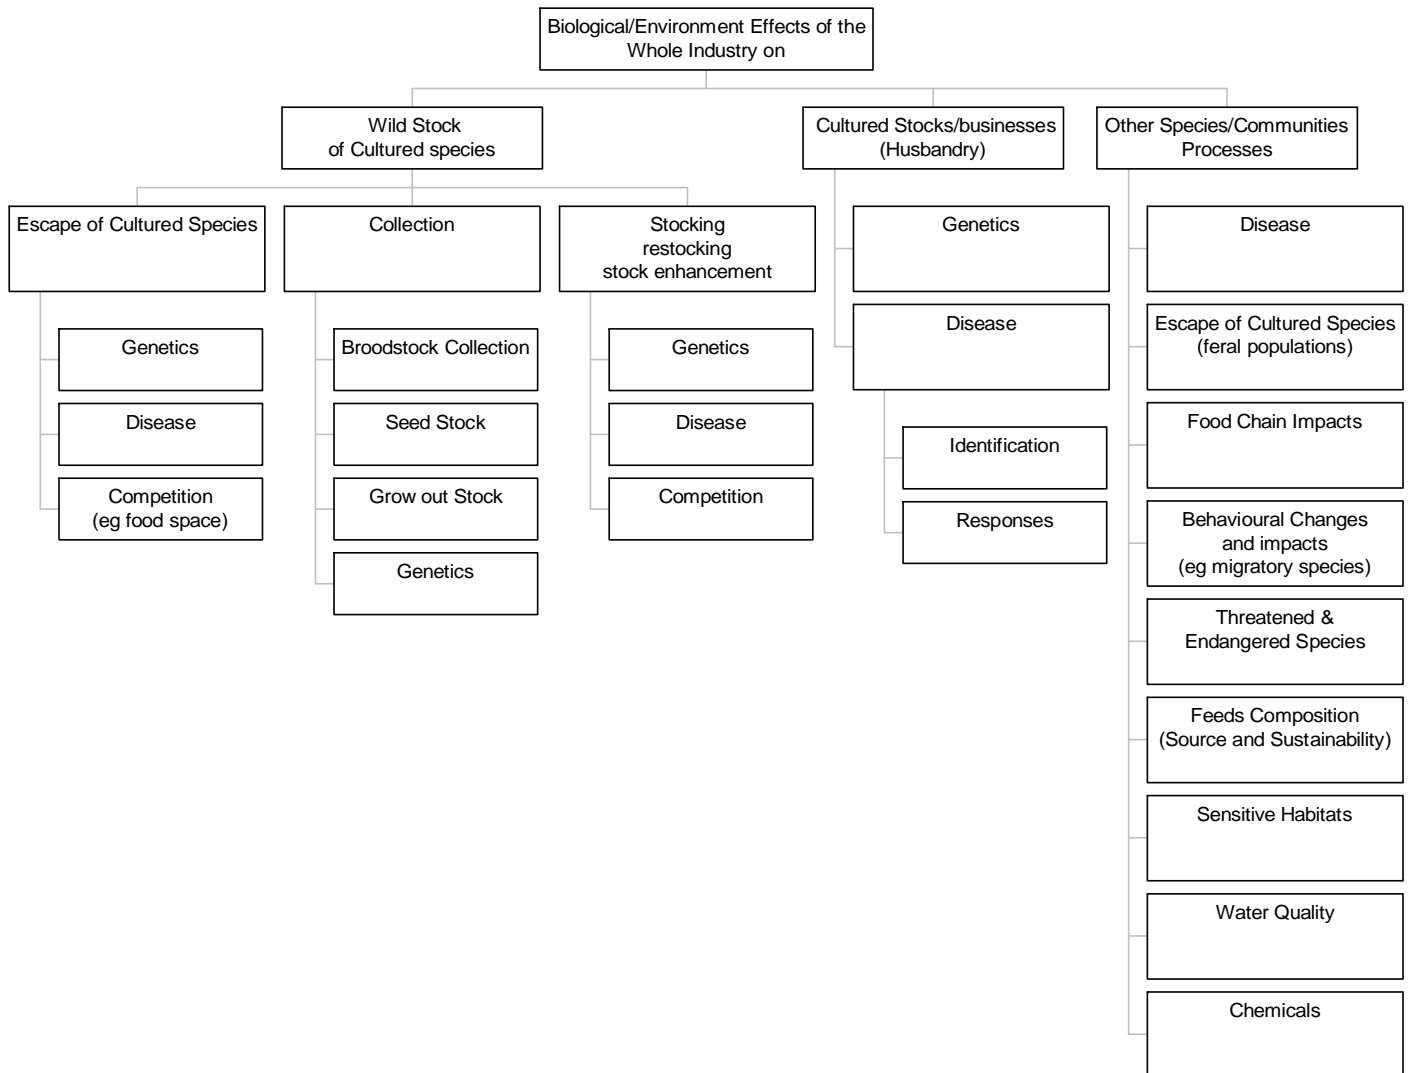 Biological/Environment Effects of the
Whole Industry on
Wild Stock
of Cultured species
Cultured Stocks/businesses
(Husbandry)
Other Species/Communities
Processes
Escape of Cultured Species
Genetics
Disease
Competition
(eg food space)
Collection
Broodstock Collection
Seed Stock
Grow out Stock
Genetics
Stocking
restocking
stock enhancement
Genetics
Disease
Competition
Genetics
Disease
Identification
Responses
Disease
Escape of Cultured Species
(feral populations)
Food Chain Impacts
Behavioural Changes
and impacts
(eg migratory species)
Threatened &
Endangered Species
Feeds Composition
(Source and Sustainability)
Sensitive Habitats
Water Quality
Chemicals